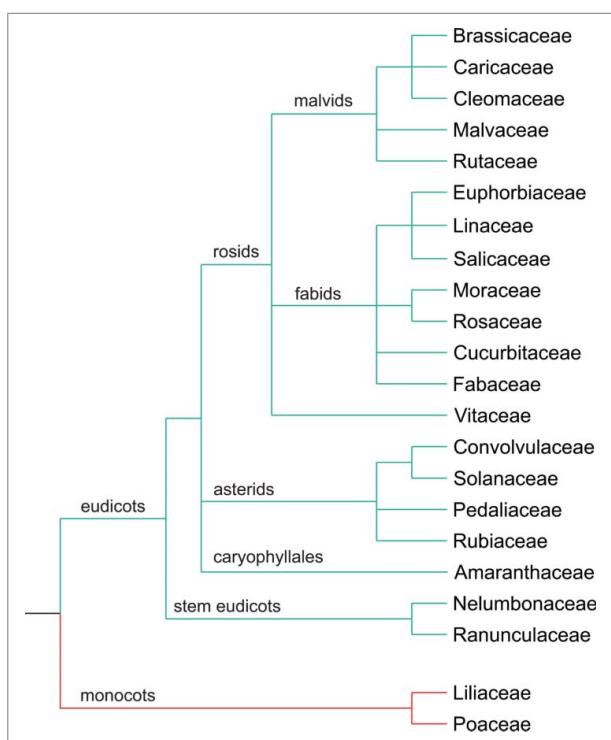 Brassicaceae
Caricaceae
malvids
Cleomaceae
Malvaceae
Rutaceae
Euphorbiaceae
Linaceae
rosids
Salicaceae
fabids
Moraceae
Rosaceae
Cucurbitaceae
Fabaceae
Vitaceae
Convolvulaceae
asterids
Solanaceae
eudicots
Pedaliaceae
Rubiaceae
caryophyllales
Amaranthaceae
stem eudicots
Nelumbonaceae
Ranunculaceae
monocots
Liliaceae
Poaceae